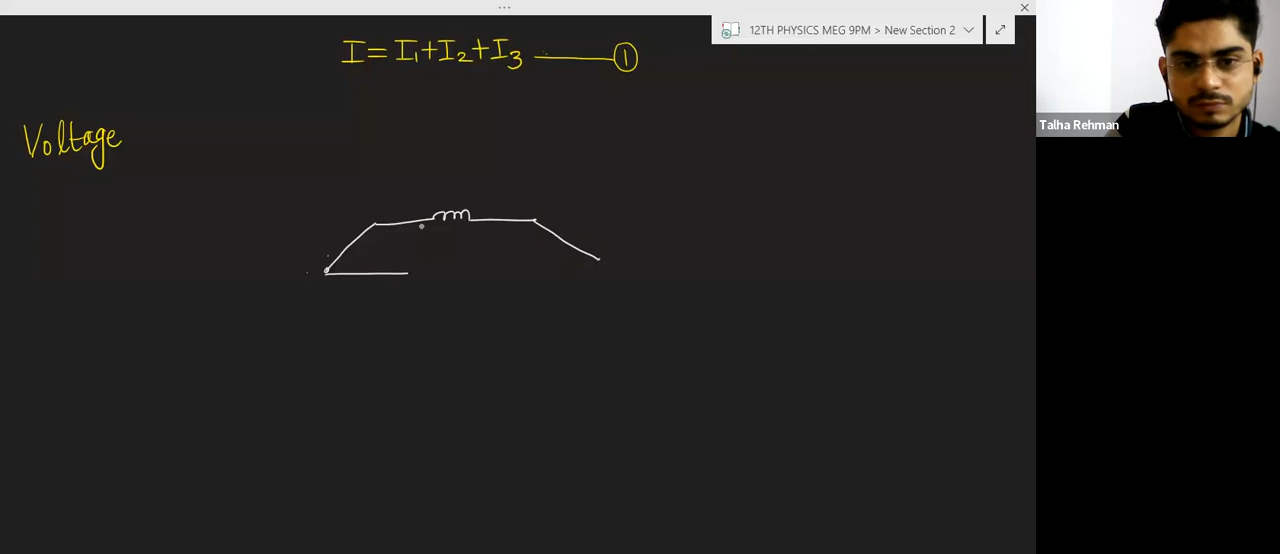 12TH PHYSICS MEG 9PM > New Section 2
I = I₁ + I₂ + I₃ ——— ①
Talha Rehman
Voltage